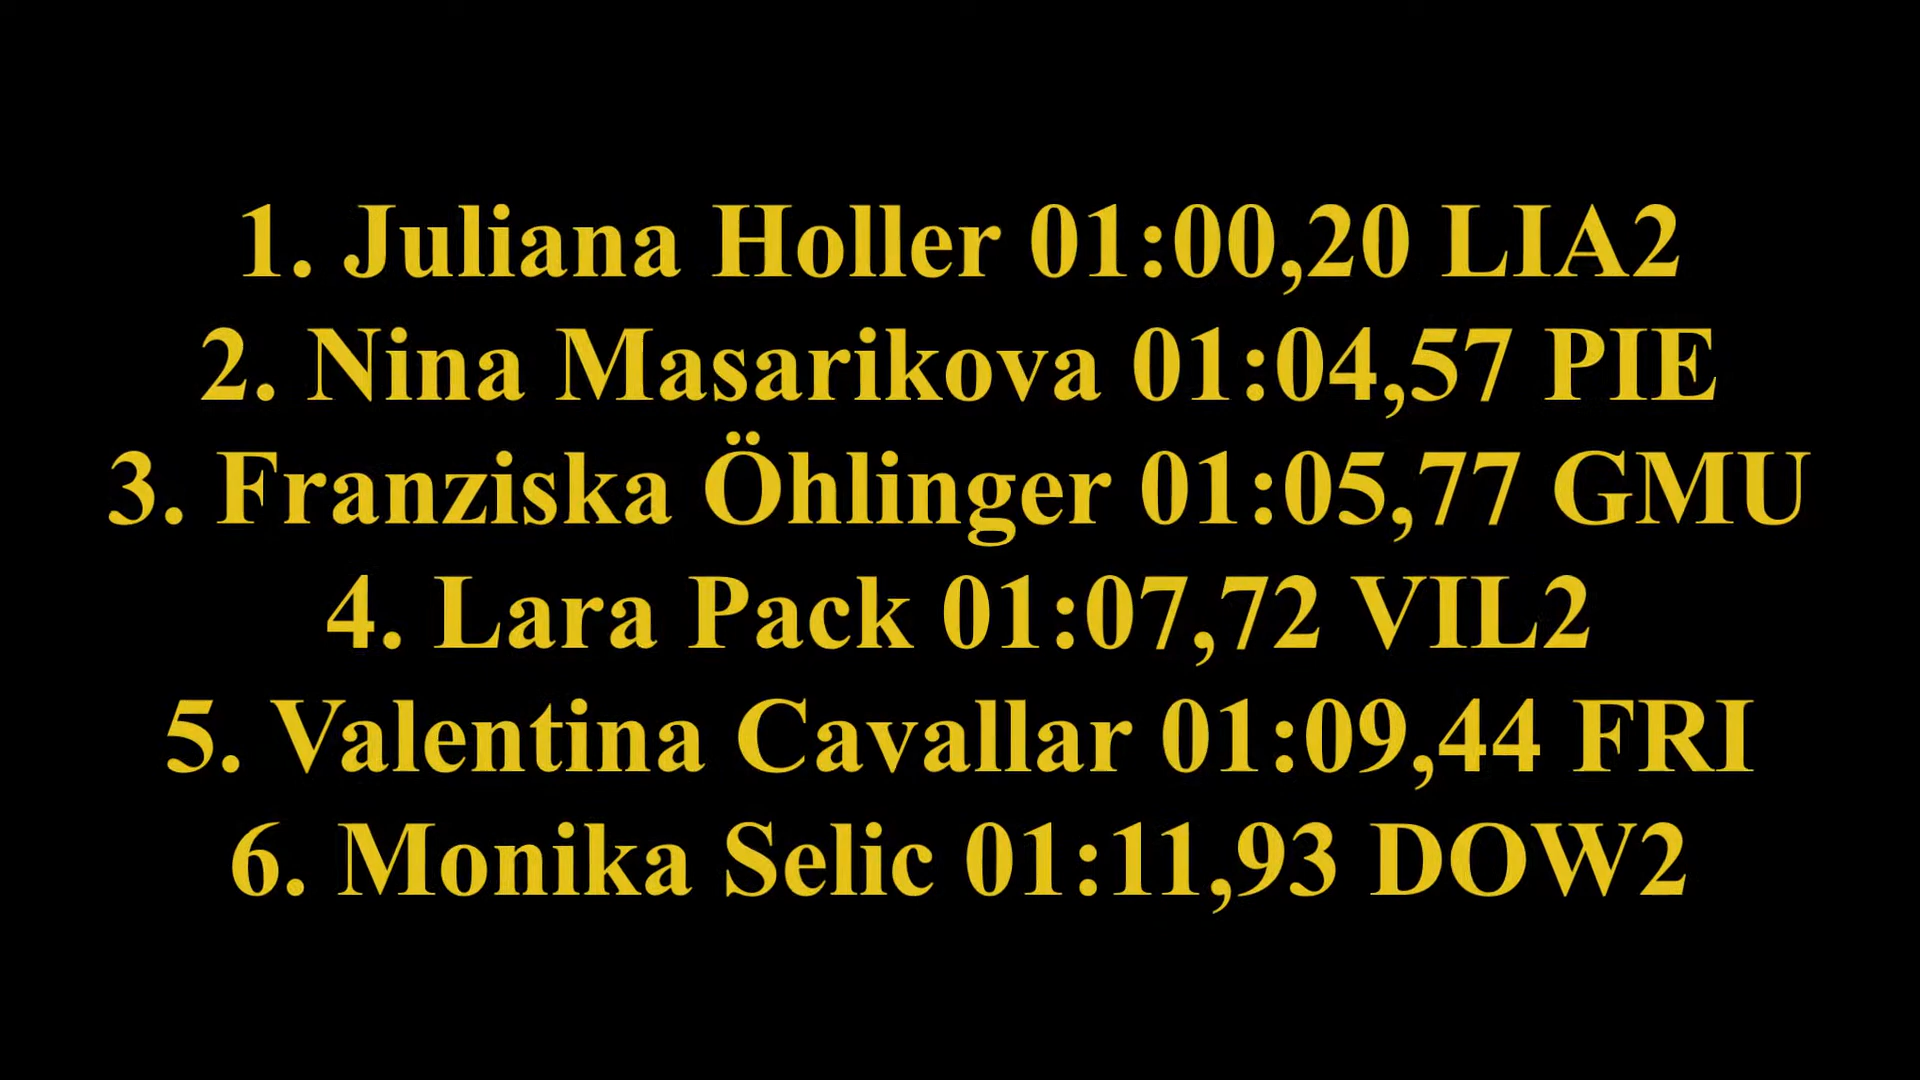 1. Juliana Holler 01:00,20 LIA2
2. Nina Masarikova 01:04,57 PIE
3. Franziska Öhlinger 01:05,77 GMU
4. Lara Pack 01:07,72 VIL2
5. Valentina Cavallar 01:09,44 FRI
6. Monika Selic 01:11,93 DOW2